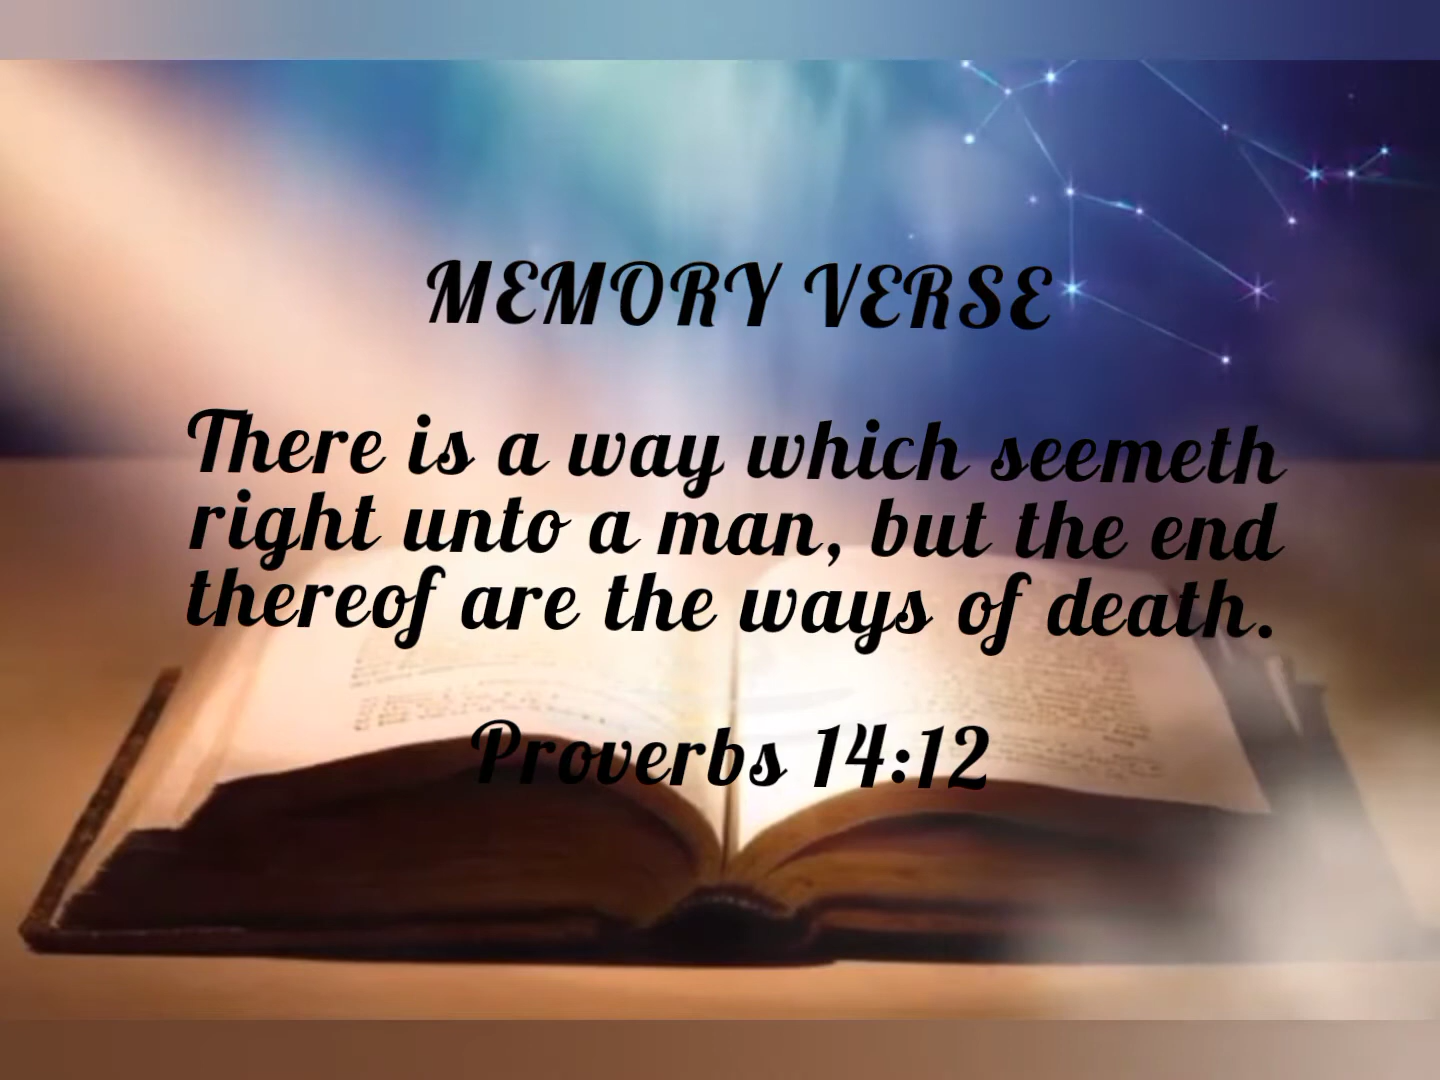 MEMORY VERSE
There is a way which seemeth
right unto a man, but the end
thereof are the ways of death.
Proverbs 14:12